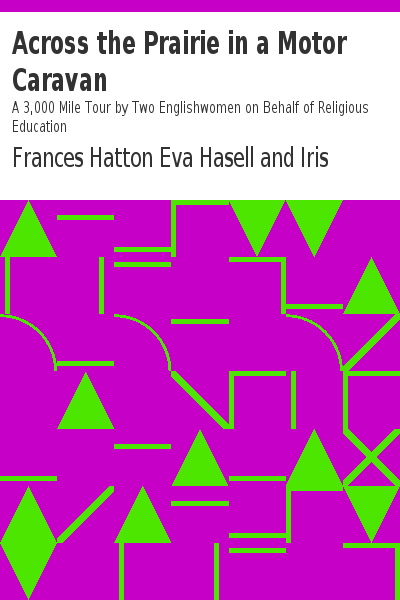 Across the Prairie in a Motor
Caravan
A 3,000 Mile Tour by Two Englishwomen on Behalf of Religious
Education
Frances Hatton Eva Hasell and Iris